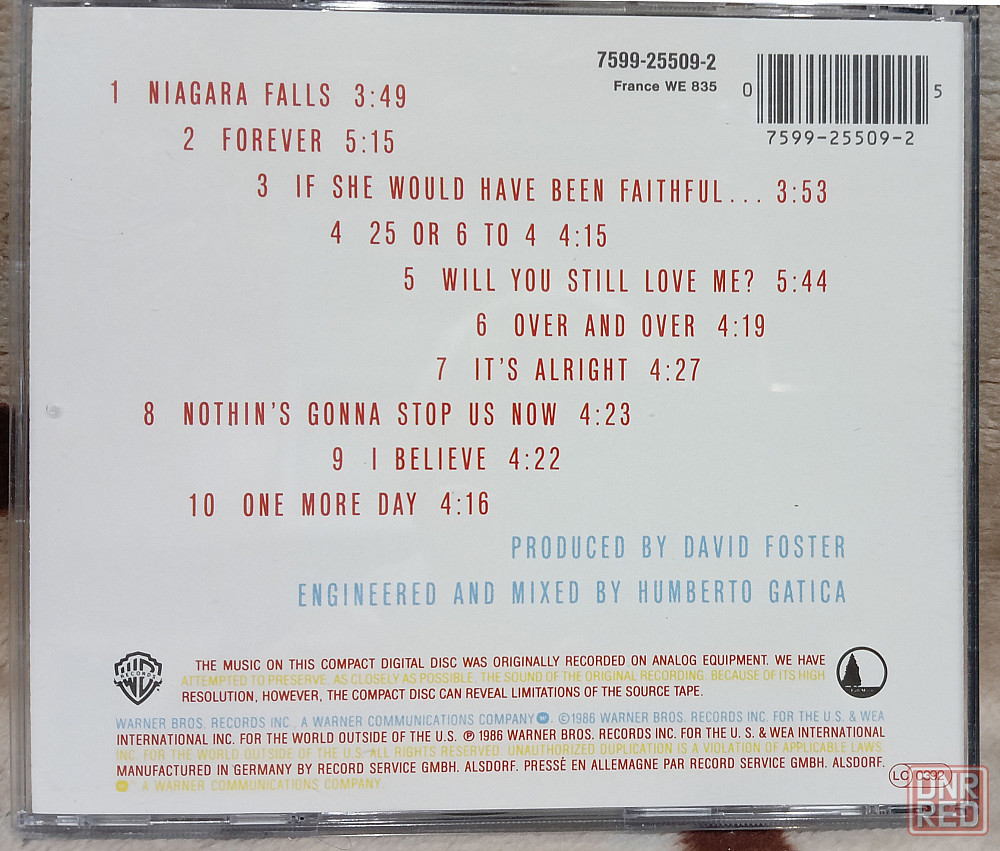 7599-25509-2
France WE 835
0 5
7599-25509-2
1 NIAGARA FALLS 3:49
2 FOREVER 5:15
3 IF SHE WOULD HAVE BEEN FAITHFUL... 3:53
4 25 OR 6 TO 4 4:15
5 WILL YOU STILL LOVE ME? 5:44
6 OVER AND OVER 4:19
7 IT'S ALRIGHT 4:27
8 NOTHIN'S GONNA STOP US NOW 4:23
9 I BELIEVE 4:22
10 ONE MORE DAY 4:16
PRODUCED BY DAVID FOSTER
ENGINEERED AND MIXED BY HUMBERTO GATICA
WB
RECORDS
THE MUSIC ON THIS COMPACT DIGITAL DISC WAS ORIGINALLY RECORDED ON ANALOG EQUIPMENT. WE HAVE
ATTEMPTED TO PRESERVE, AS CLOSELY AS POSSIBLE, THE SOUND OF THE ORIGINAL RECORDING. BECAUSE OF ITS HIGH
RESOLUTION, HOWEVER, THE COMPACT DISC CAN REVEAL LIMITATIONS OF THE SOURCE TAPE.
WARNER BROS. RECORDS INC., A WARNER COMMUNICATIONS COMPANY. ©1986 WARNER BROS. RECORDS INC. FOR THE U.S. & WEA
INTERNATIONAL INC. FOR THE WORLD OUTSIDE OF THE U.S. ℗ 1986 WARNER BROS. RECORDS INC. FOR THE U.S. & WEA INTERNATIONAL
INC. FOR THE WORLD OUTSIDE OF THE U.S. ALL RIGHTS RESERVED. UNAUTHORIZED DUPLICATION IS A VIOLATION OF APPLICABLE LAWS.
MANUFACTURED IN GERMANY BY RECORD SERVICE GMBH. ALSDORF. PRESSÉ EN ALLEMAGNE PAR RECORD SERVICE GMBH. ALSDORF.
A WARNER COMMUNICATIONS COMPANY.
LC 0392
DNR
RED